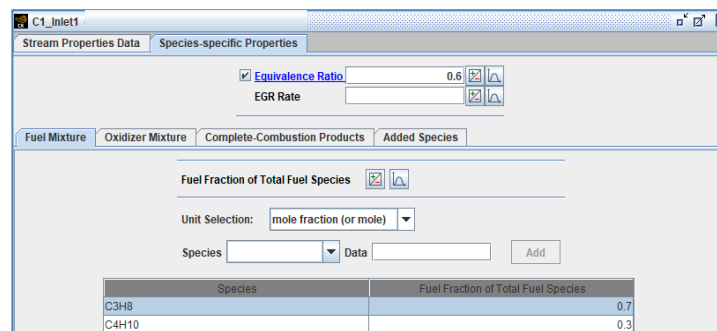 C1_Inlet1
Stream Properties Data Species-specific Properties
Equivalence Ratio 0.6
EGR Rate
Fuel Mixture Oxidizer Mixture Complete-Combustion Products Added Species
Fuel Fraction of Total Fuel Species
Unit Selection: mole fraction (or mole)
Species Data Add
Species Fuel Fraction of Total Fuel Species
C3H8 0.7
C4H10 0.3